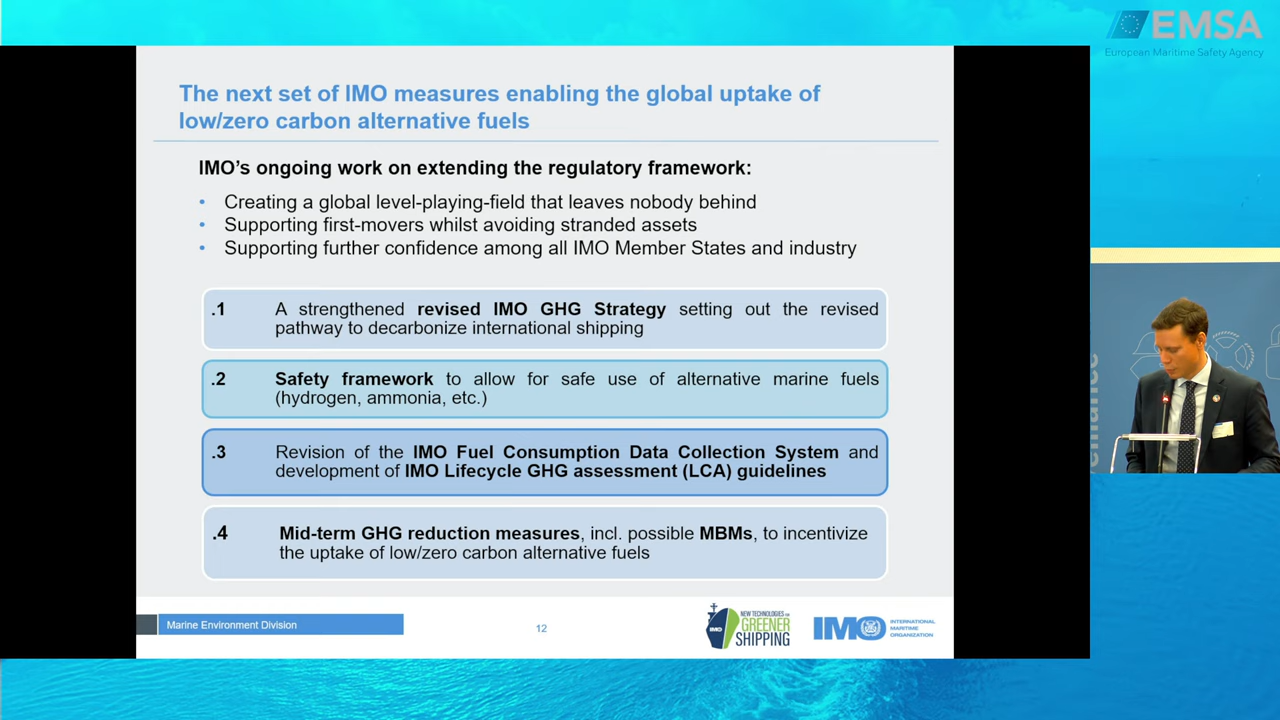 EMSA
European Maritime Safety Agency
The next set of IMO measures enabling the global uptake of
low/zero carbon alternative fuels
IMO's ongoing work on extending the regulatory framework:
• Creating a global level-playing-field that leaves nobody behind
• Supporting first-movers whilst avoiding stranded assets
• Supporting further confidence among all IMO Member States and industry
.1 A strengthened revised IMO GHG Strategy setting out the revised
pathway to decarbonize international shipping
.2 Safety framework to allow for safe use of alternative marine fuels
(hydrogen, ammonia, etc.)
.3 Revision of the IMO Fuel Consumption Data Collection System and
development of IMO Lifecycle GHG assessment (LCA) guidelines
.4 Mid-term GHG reduction measures, incl. possible MBMs, to incentivize
the uptake of low/zero carbon alternative fuels
Marine Environment Division
12
IMO
NEW TECHNOLOGIES FOR
GREENER
SHIPPING
IMO
INTERNATIONAL
MARITIME
ORGANIZATION